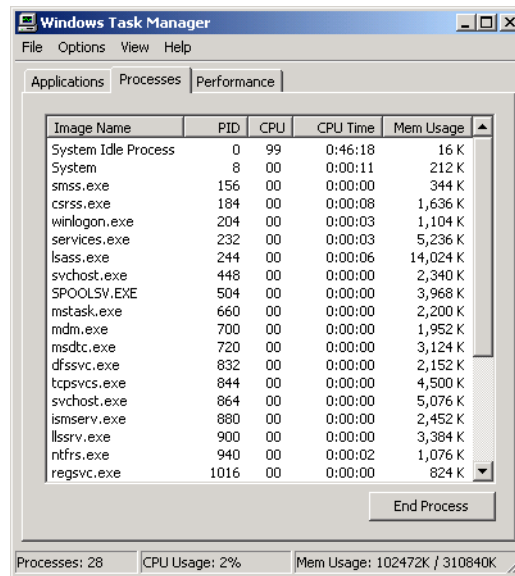 Windows Task Manager
File Options View Help
Applications Processes Performance
Image Name PID CPU CPU Time Mem Usage
System Idle Process 0 99 0:46:18 16 K
System 8 00 0:00:11 212 K
smss.exe 156 00 0:00:00 344 K
csrss.exe 184 00 0:00:08 1,636 K
winlogon.exe 204 00 0:00:03 1,104 K
services.exe 232 00 0:00:03 5,236 K
lsass.exe 244 00 0:00:06 14,024 K
svchost.exe 448 00 0:00:00 2,340 K
SPOOLSV.EXE 504 00 0:00:00 3,968 K
mstask.exe 660 00 0:00:00 2,200 K
mdm.exe 700 00 0:00:00 1,952 K
msdtc.exe 720 00 0:00:00 3,124 K
dfssvc.exe 832 00 0:00:00 2,152 K
tcpsvcs.exe 844 00 0:00:00 4,500 K
svchost.exe 864 00 0:00:00 5,076 K
ismserv.exe 880 00 0:00:00 2,452 K
llssrv.exe 900 00 0:00:00 3,384 K
ntfrs.exe 940 00 0:00:02 1,076 K
regsvc.exe 1016 00 0:00:00 824 K
End Process
Processes: 28 CPU Usage: 2% Mem Usage: 102472K / 310840K